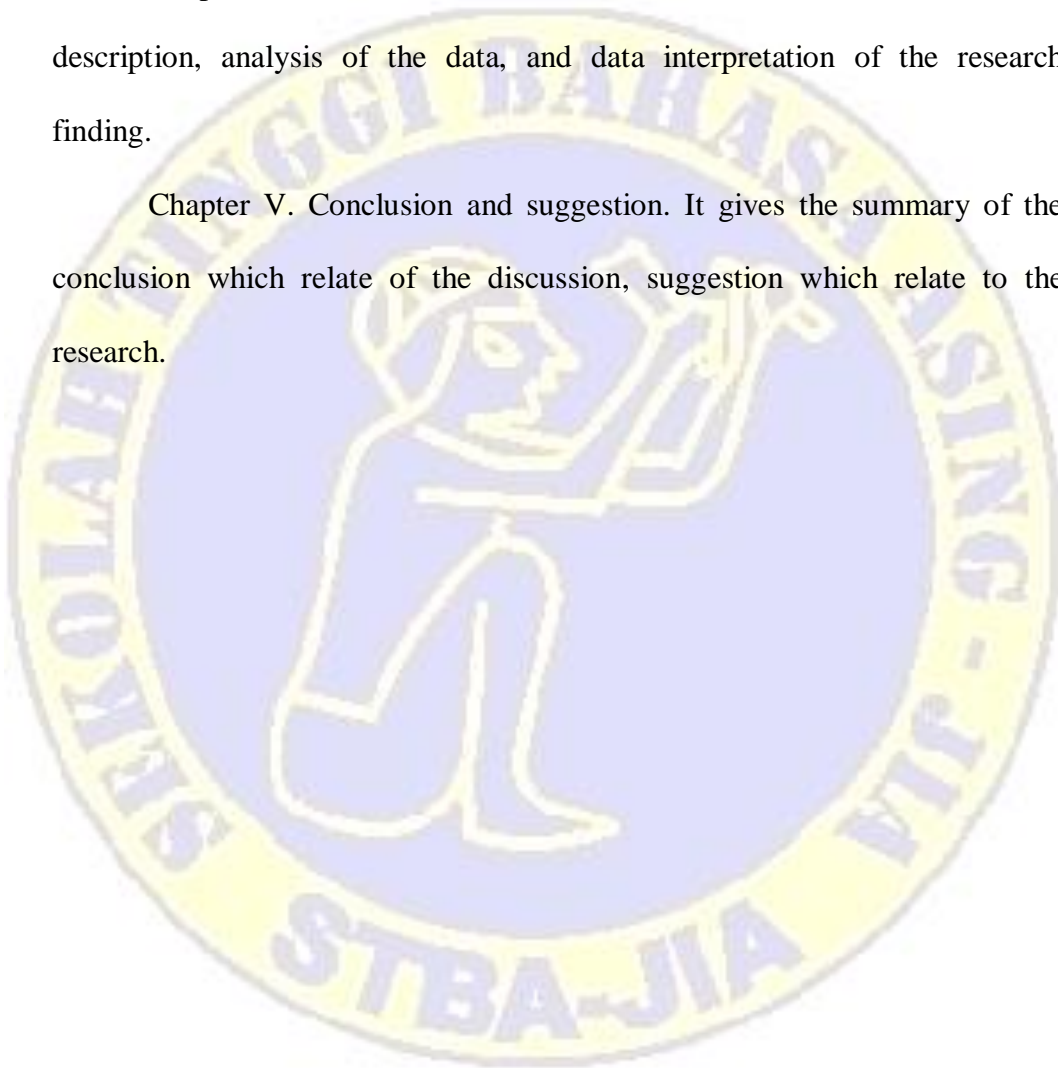 description, analysis of the data, and data interpretation of the research
finding.
Chapter V. Conclusion and suggestion. It gives the summary of the
conclusion which relate of the discussion, suggestion which relate to the
research.
SEKOLAH TINGGI BAHASA ASING - JIA
STBA-JIA